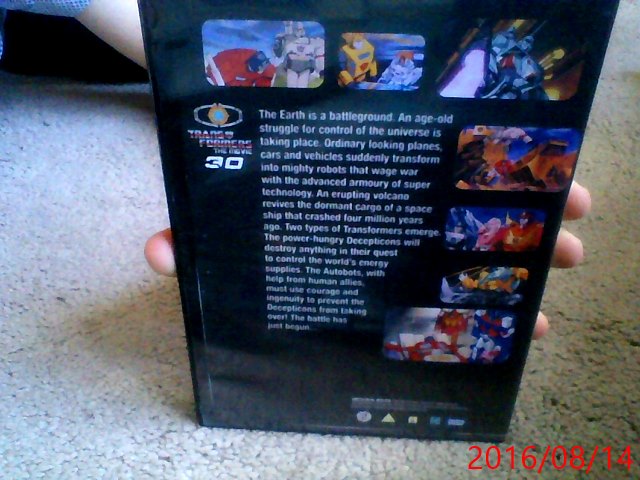 The Earth is a battleground. An age-old
struggle for control of the universe is
taking place. Ordinary looking planes,
cars and vehicles suddenly transform
into mighty robots that wage war
with the advanced armoury of super
technology. An erupting volcano
revives the dormant cargo of a space
ship that crashed four million years
ago. Two types of Transformers emerge.
The power-hungry Decepticons will
destroy anything in their quest
to control the world's energy
supplies. The Autobots, with
help from human allies,
must use courage and
ingenuity to prevent the
Decepticons from taking
over! The battle has
just begun.
TRANSFORMERS
THE MOVIE
30
2016/08/14